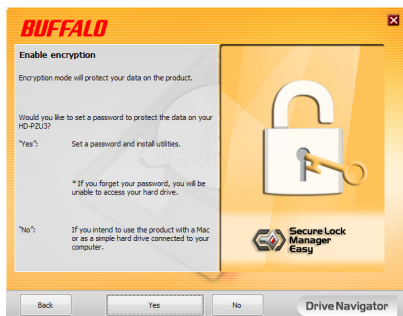 BUFFALO
Enable encryption
Encryption mode will protect your data on the product.
Would you like to set a password to protect the data on your
HD-PZU3?
"Yes": Set a password and install utilities.
* If you forget your password, you will be
unable to access your hard drive.
"No": If you intend to use the product with a Mac
or as a simple hard drive connected to your
computer.
Secure Lock
Manager
Easy
Back Yes No DriveNavigator